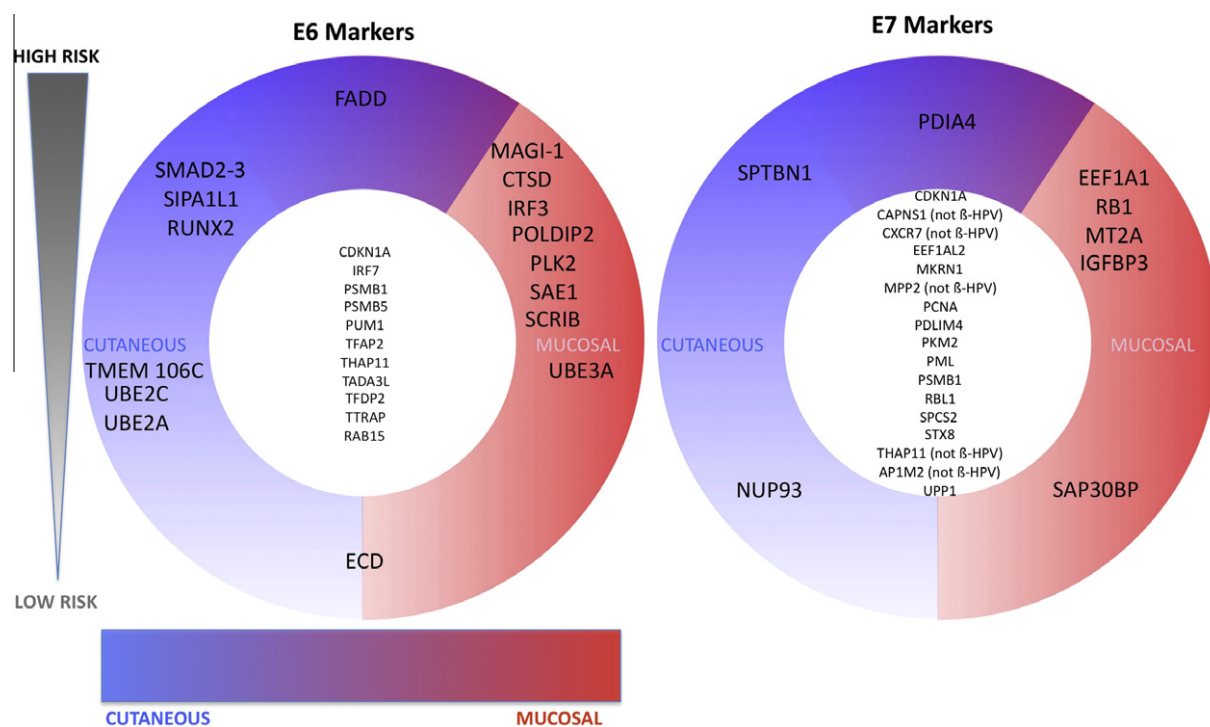 E6 Markers
E7 Markers
HIGH RISK
LOW RISK
FADD
SMAD2-3
SIPA1L1
RUNX2
MAGI-1
CTSD
IRF3
POLDIP2
PLK2
SAE1
SCRIB
CDKN1A
IRF7
PSMB1
PSMB5
PUM1
TFAP2
THAP11
TADA3L
TFDP2
TTRAP
RAB15
CUTANEOUS
MUCOSAL
TMEM 106C
UBE2C
UBE2A
UBE3A
ECD
PDIA4
SPTBN1
EEF1A1
RB1
MT2A
IGFBP3
CDKN1A
CAPNS1 (not ß-HPV)
CXCR7 (not ß-HPV)
EEF1AL2
MKRN1
MPP2 (not ß-HPV)
PCNA
PDLIM4
PKM2
PML
PSMB1
RBL1
SPCS2
STX8
THAP11 (not ß-HPV)
AP1M2 (not ß-HPV)
UPP1
CUTANEOUS
MUCOSAL
NUP93
SAP30BP
CUTANEOUS
MUCOSAL